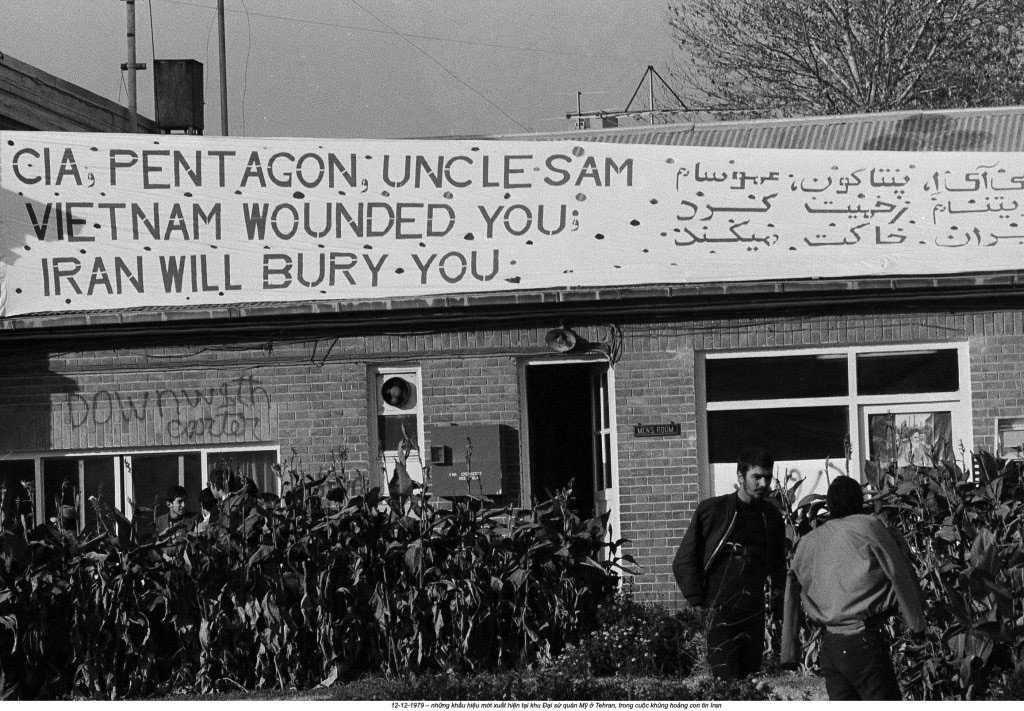 CIA, PENTAGON, UNCLE-SAM
VIETNAM WOUNDED YOU,
IRAN WILL BURY YOU
پنتاگون، عموسام
زخمیت کرد
خاکت میکند
DOWN with
carter
MENS ROOM
12-12-1979 – những khẩu hiệu mới xuất hiện tại khu Đại sứ quán Mỹ ở Tehran, trong cuộc khủng hoảng con tin Iran